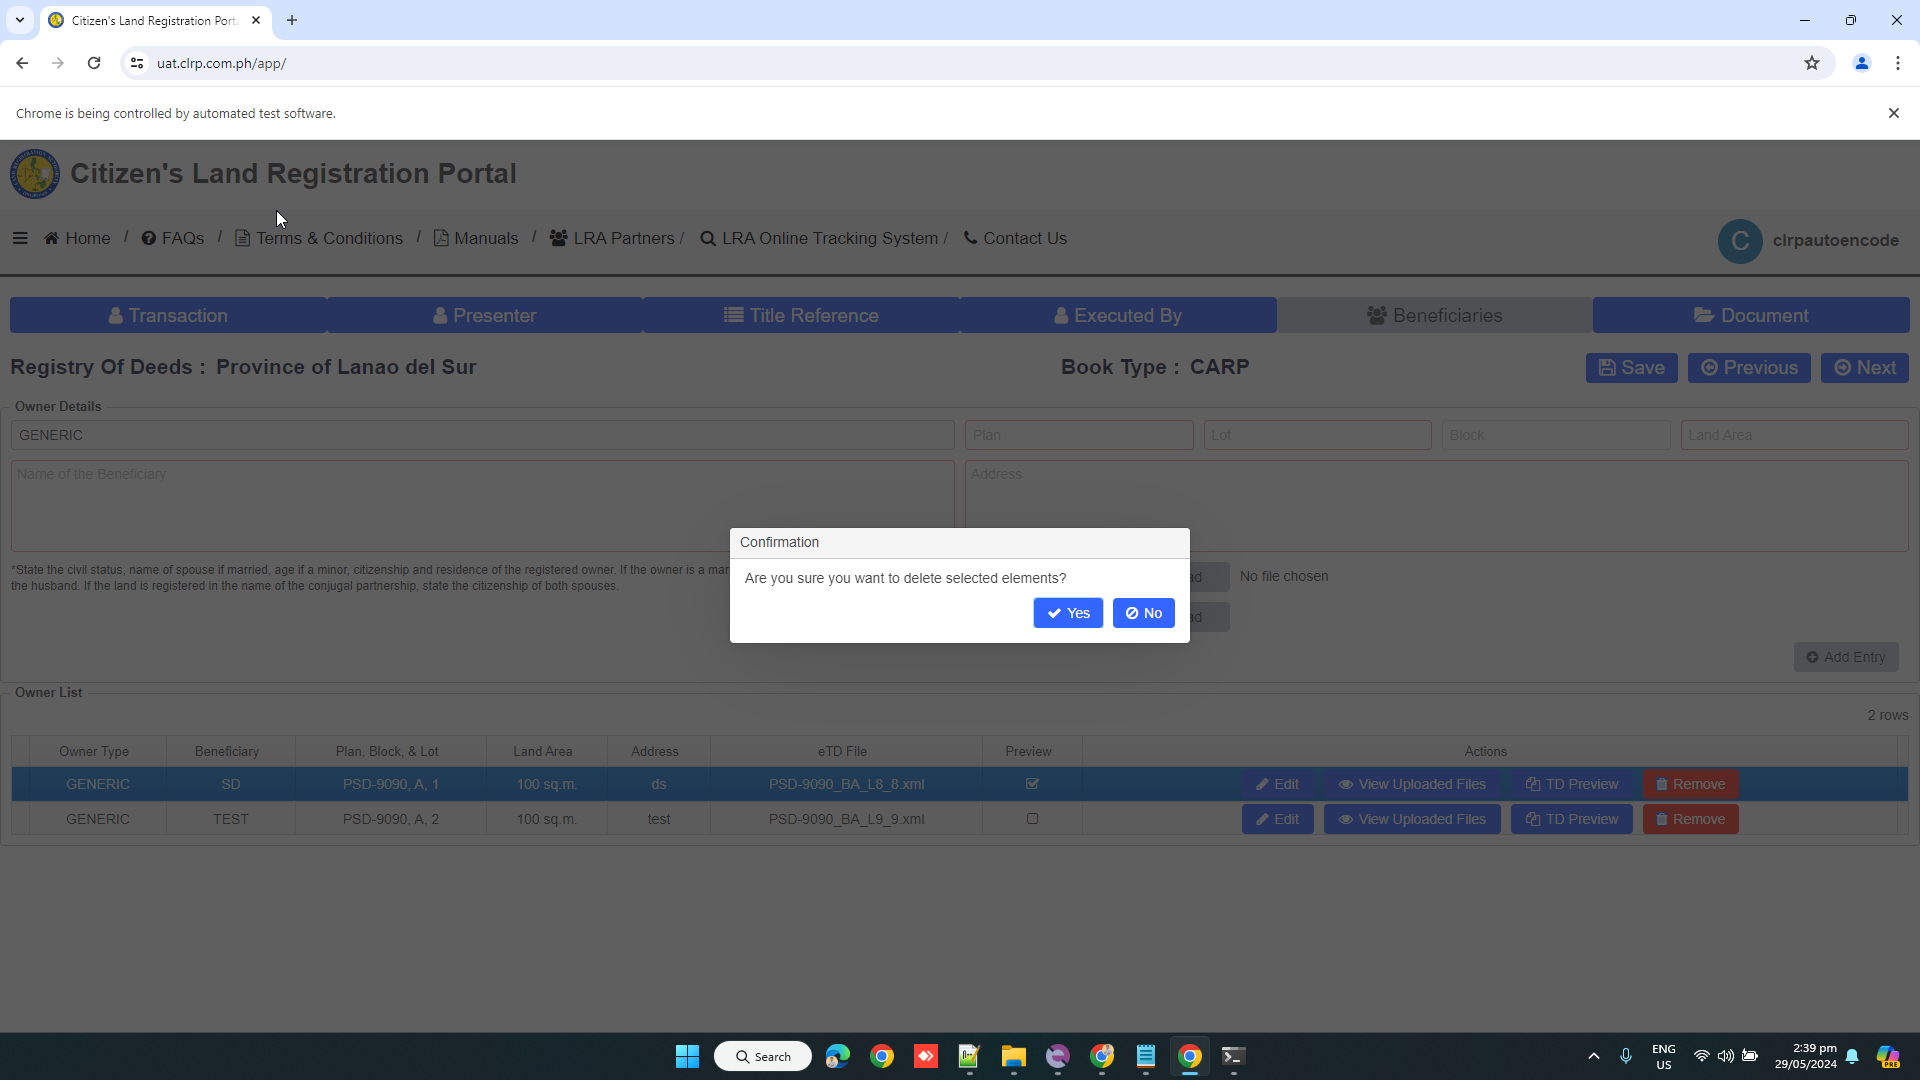 Citizen's Land Registration Port
uat.clrp.com.ph/app/
Chrome is being controlled by automated test software.
Citizen's Land Registration Portal
Home / FAQs / Terms & Conditions / Manuals / LRA Partners / LRA Online Tracking System / Contact Us
C clrpautoencode
Transaction Presenter Title Reference Executed By Beneficiaries Document
Registry Of Deeds : Province of Lanao del Sur Book Type : CARP Save Previous Next
Owner Details
GENERIC Plan Lot Block Land Area
Name of the Beneficiary Address
Confirmation
*State the civil status, name of spouse if married, age if a minor, citizenship and residence of the registered owner. If the owner is a mar
the husband. If the land is registered in the name of the conjugal partnership, state the citizenship of both spouses.
Are you sure you want to delete selected elements?
ad No file chosen
Yes No
ad
Add Entry
Owner List
2 rows
Owner Type Beneficiary Plan, Block, & Lot Land Area Address eTD File Preview Actions
GENERIC SD PSD-9090, A, 1 100 sq.m. ds PSD-9090_BA_L8_8.xml Edit View Uploaded Files TD Preview Remove
GENERIC TEST PSD-9090, A, 2 100 sq.m. test PSD-9090_BA_L9_9.xml Edit View Uploaded Files TD Preview Remove
Search
ENG
US
2:39 pm
29/05/2024
PRE